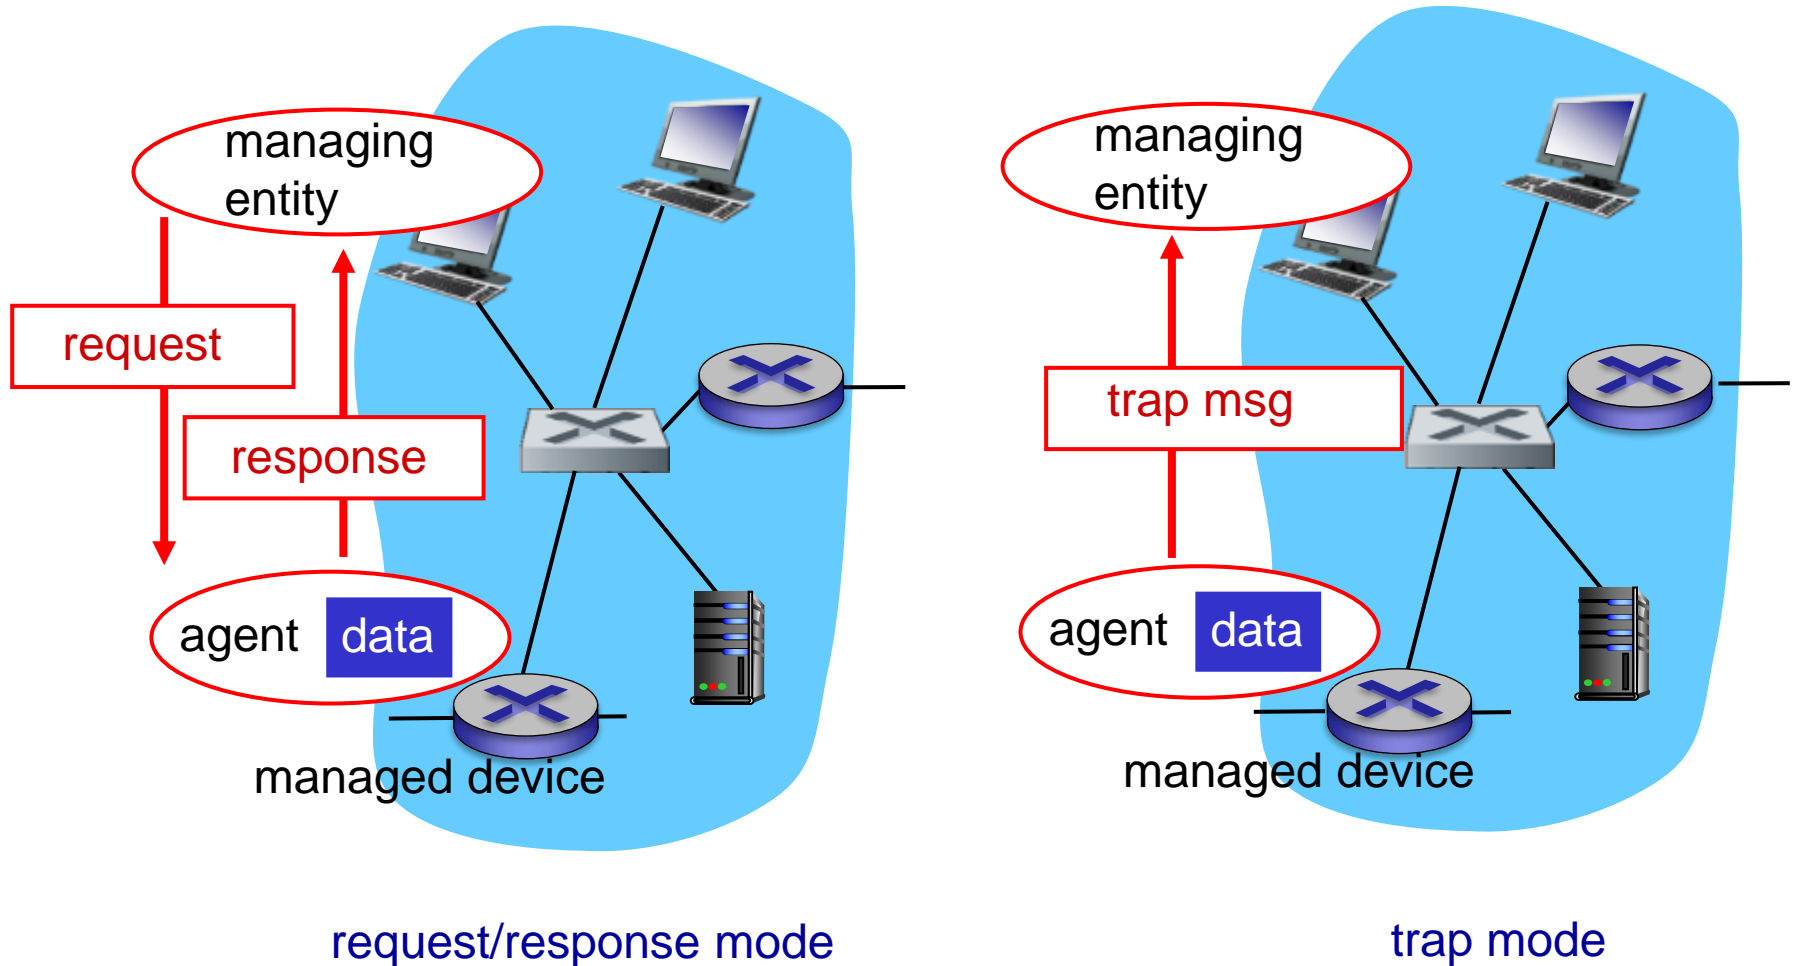 managing
entity
request
response
agent data
managed device
request/response mode
managing
entity
trap msg
agent data
managed device
trap mode